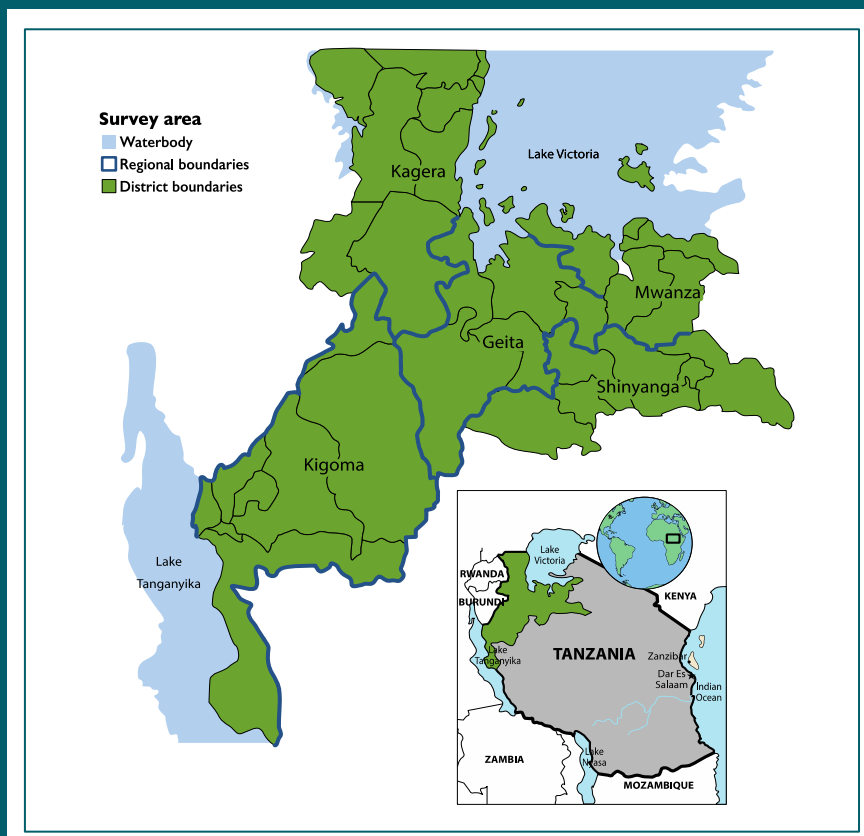 Survey area
Waterbody
Regional boundaries
District boundaries
Lake Victoria
Kagera
Mwanza
Geita
Shinyanga
Kigoma
Lake
Tanganyika
Lake
Victoria
RWANDA
BURUNDI
KENYA
Lake
Tanganyika
TANZANIA
Zanzibar
Dar Es
Salaam
Indian
Ocean
ZAMBIA
Lake
Nyasa
MOZAMBIQUE